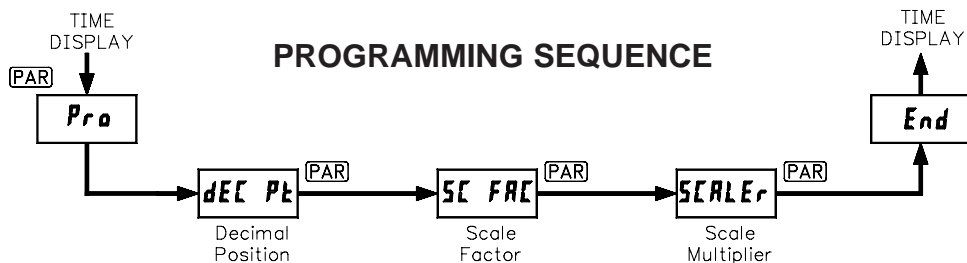 TIME
DISPLAY
PROGRAMMING SEQUENCE
TIME
DISPLAY
PAR
Pro
End
dEC Pt
PAR
SC FAC
PAR
SCALEr
PAR
Decimal
Position
Scale
Factor
Scale
Multiplier